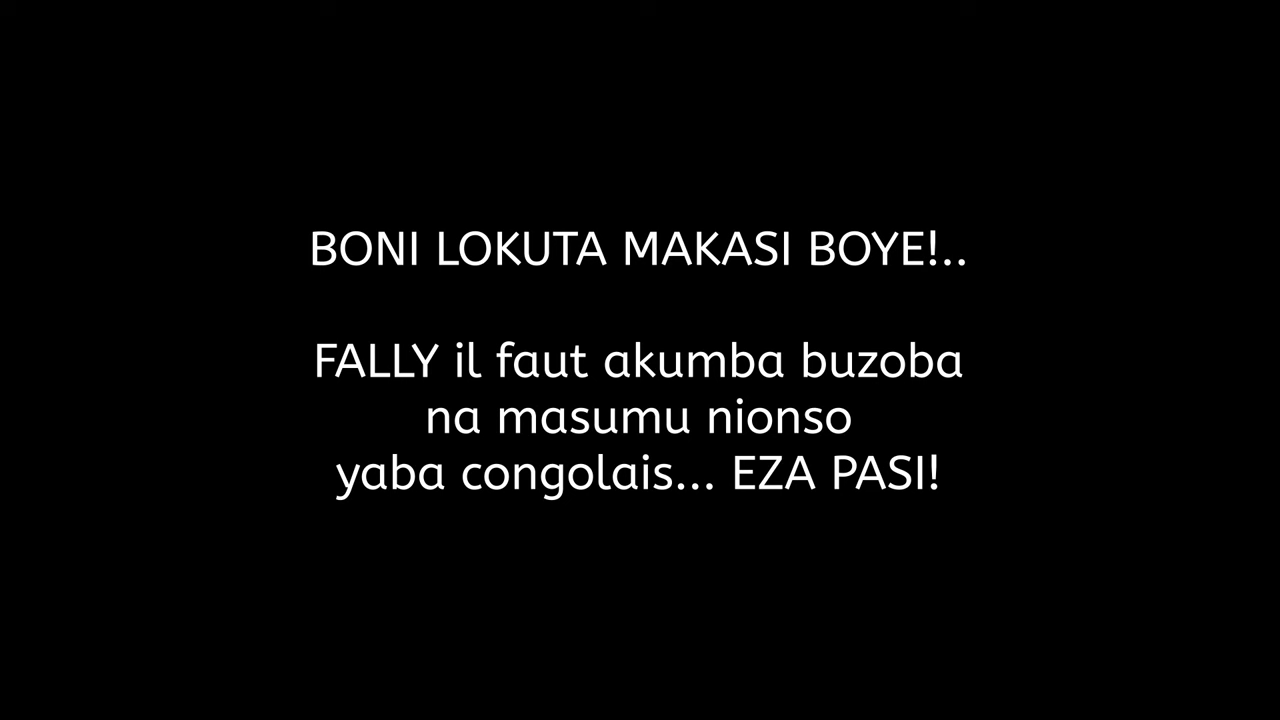 BONI LOKUTA MAKASI BOYE!..
FALLY il faut akumba buzoba
na masumu nionso
yaba congolais... EZA PASI!